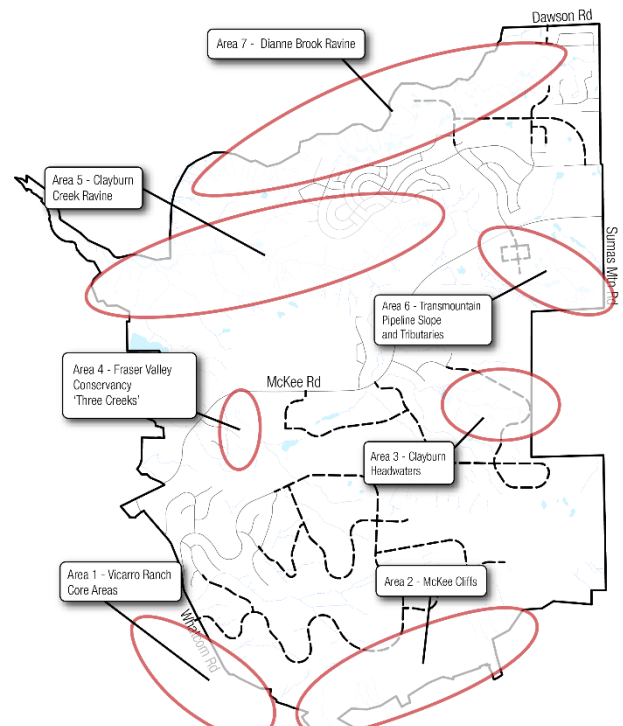 Dawson Rd
Area 7 - Dianne Brook Ravine
Area 5 - Clayburn
Creek Ravine
Sumas Mtn Rd
Area 6 - Transmountain
Pipeline Slope
and Tributaries
Area 4 - Fraser Valley
Conservancy
'Three Creeks'
McKee Rd
Area 3 - Clayburn
Headwaters
Area 1 - Vicarro Ranch
Core Areas
Area 2 - McKee Cliffs
Whatcom Rd